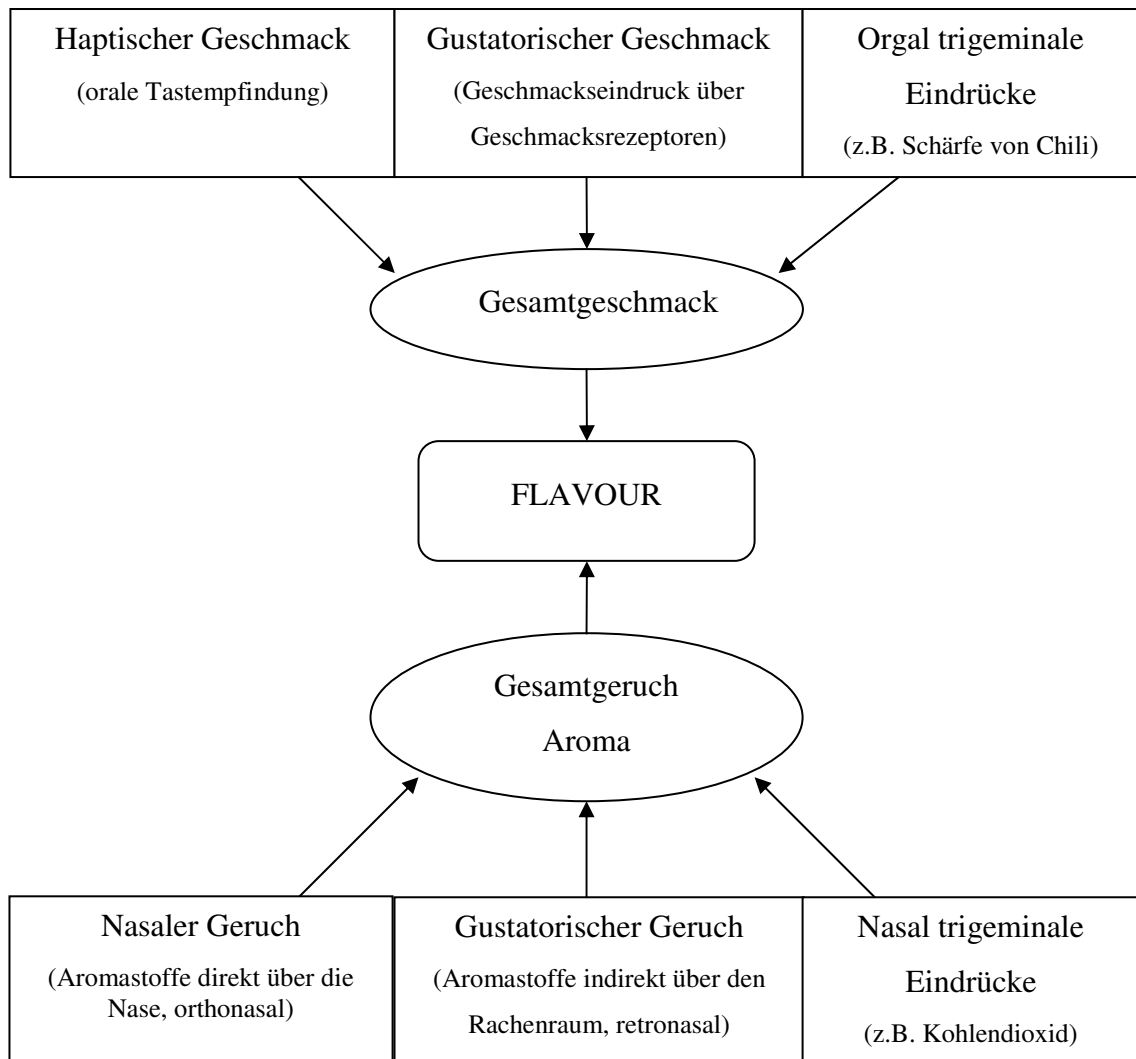 Haptischer Geschmack
(orale Tastempfindung)
Gustatorischer Geschmack
(Geschmackseindruck über
Geschmacksrezeptoren)
Orgal trigeminale
Eindrücke
(z.B. Schärfe von Chili)
Gesamtgeschmack
FLAVOUR
Gesamtgeruch
Aroma
Nasaler Geruch
(Aromastoffe direkt über die
Nase, orthonasal)
Gustatorischer Geruch
(Aromastoffe indirekt über den
Rachenraum, retronasal)
Nasal trigeminale
Eindrücke
(z.B. Kohlendioxid)